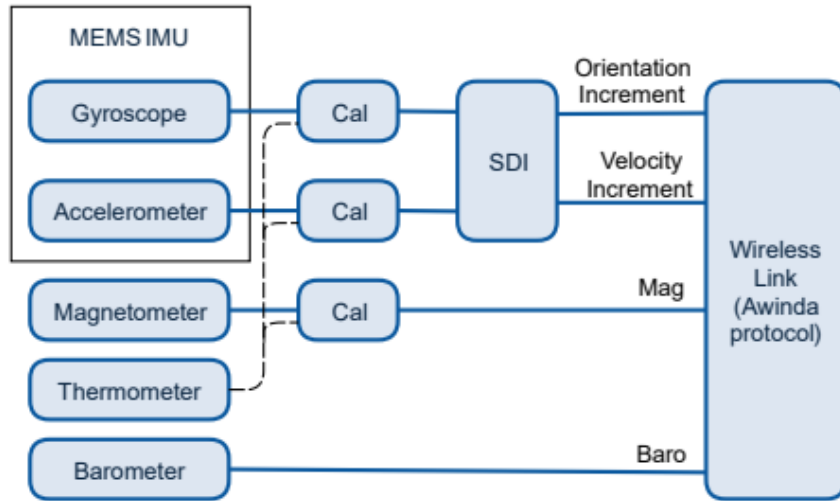 MEMS IMU
Gyroscope
Cal
Orientation
Increment
SDI
Velocity
Increment
Accelerometer
Cal
Magnetometer
Cal
Mag
Wireless
Link
(Awinda
protocol)
Thermometer
Barometer
Baro